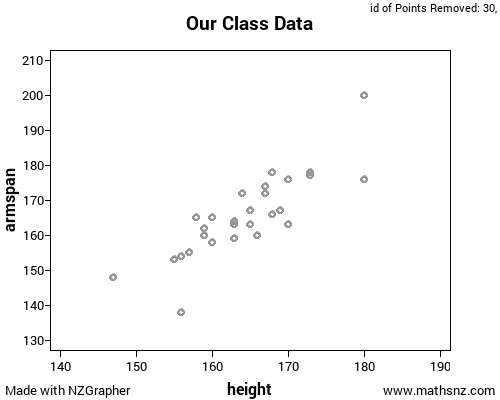 id of Points Removed: 30,
Our Class Data
210
200
190
180
170
160
150
140
130
armspan
140 150 160 170 180 190
Made with NZGrapher height www.mathsnz.com